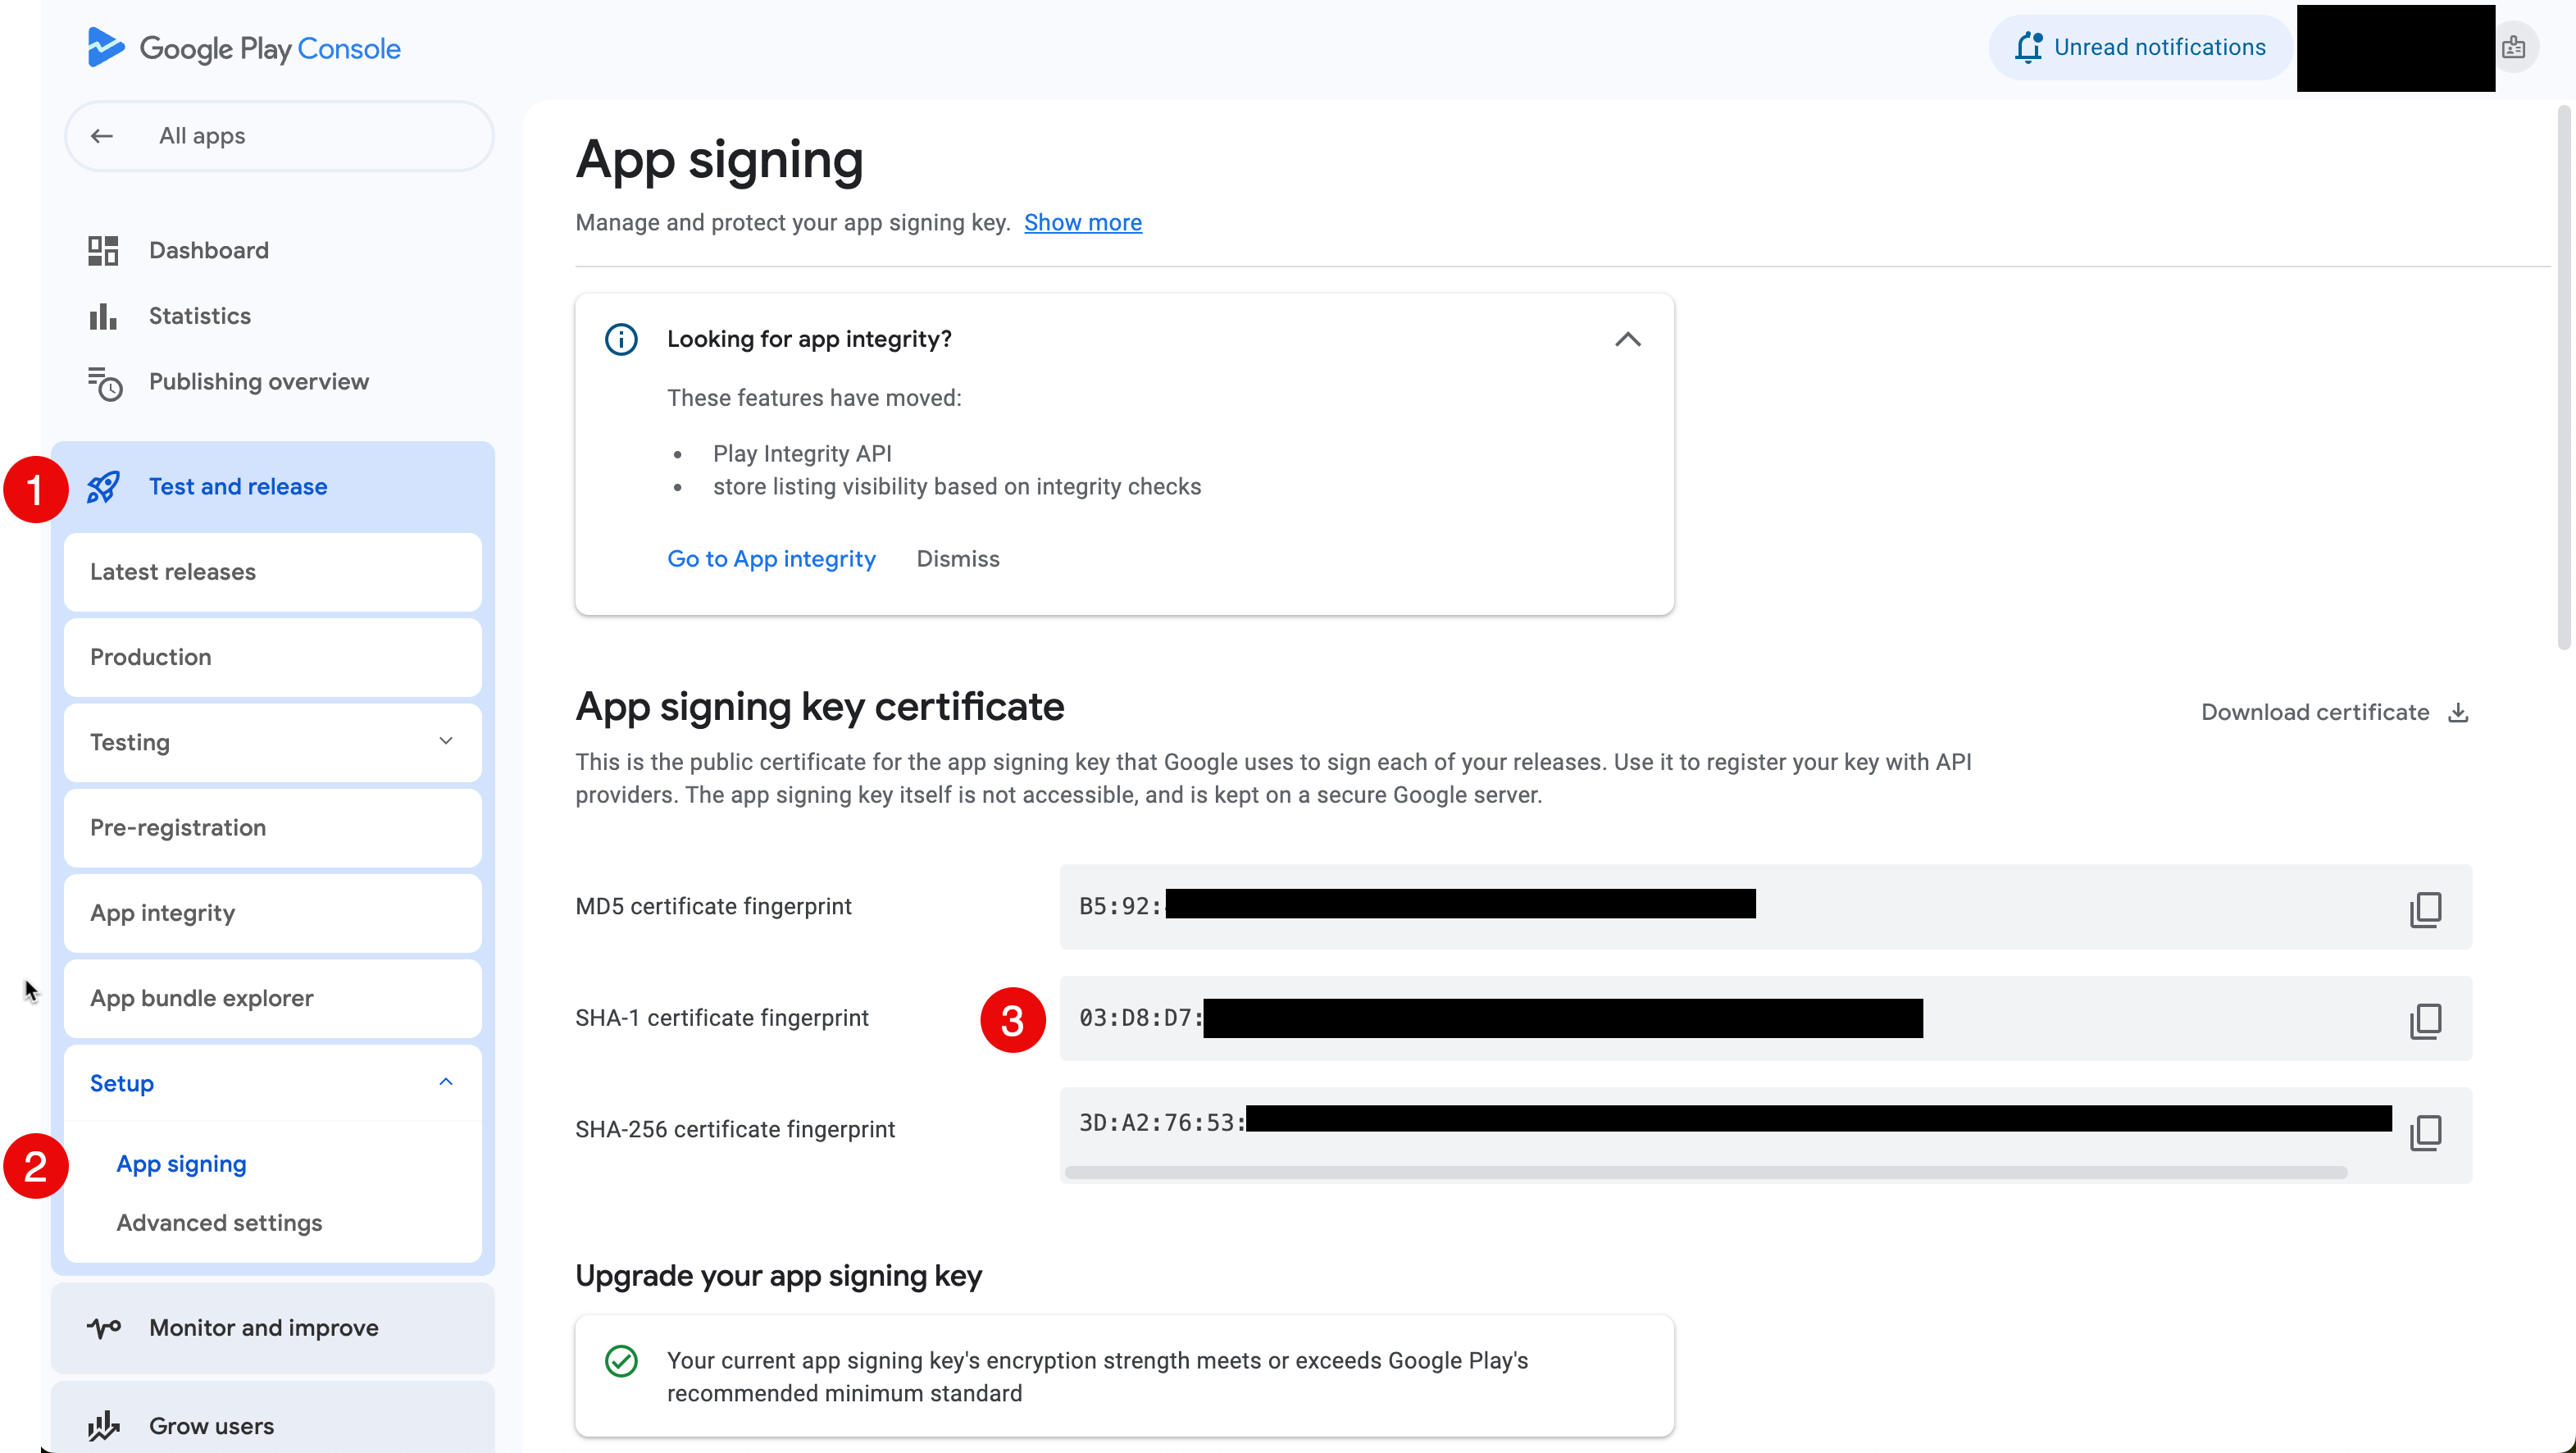 Google Play Console
Unread notifications
All apps
Dashboard
Statistics
Publishing overview
1
Test and release
Latest releases
Production
Testing
Pre-registration
App integrity
App bundle explorer
Setup
2
App signing
Advanced settings
Monitor and improve
Grow users
App signing
Manage and protect your app signing key. Show more
Looking for app integrity?
These features have moved:
• Play Integrity API
• store listing visibility based on integrity checks
Go to App integrity Dismiss
App signing key certificate
Download certificate
This is the public certificate for the app signing key that Google uses to sign each of your releases. Use it to register your key with API
providers. The app signing key itself is not accessible, and is kept on a secure Google server.
MD5 certificate fingerprint B5:92:
SHA-1 certificate fingerprint 3 03:D8:D7:
SHA-256 certificate fingerprint 3D:A2:76:53:
Upgrade your app signing key
Your current app signing key's encryption strength meets or exceeds Google Play's
recommended minimum standard